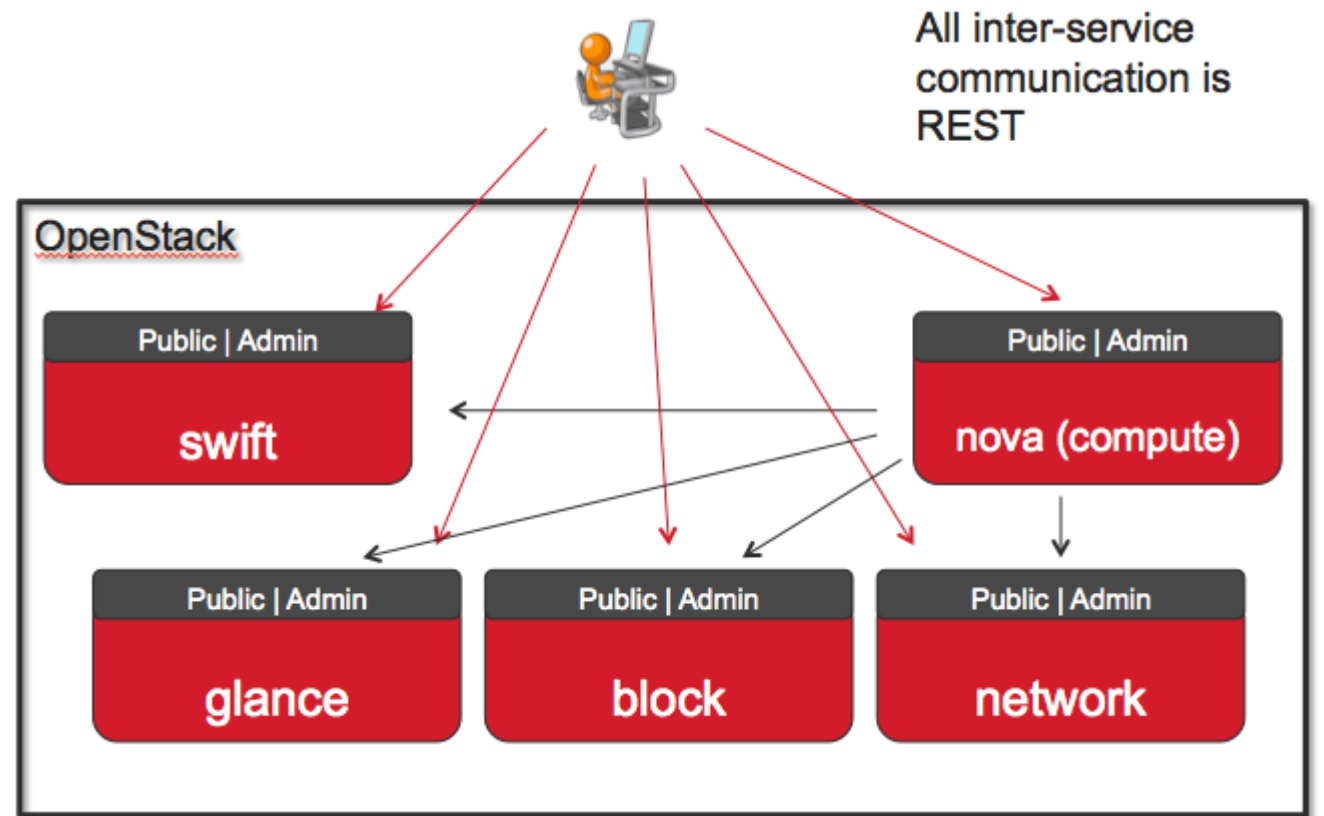 All inter-service
communication is
REST
OpenStack
Public | Admin
swift
Public | Admin
nova (compute)
Public | Admin
glance
Public | Admin
block
Public | Admin
network